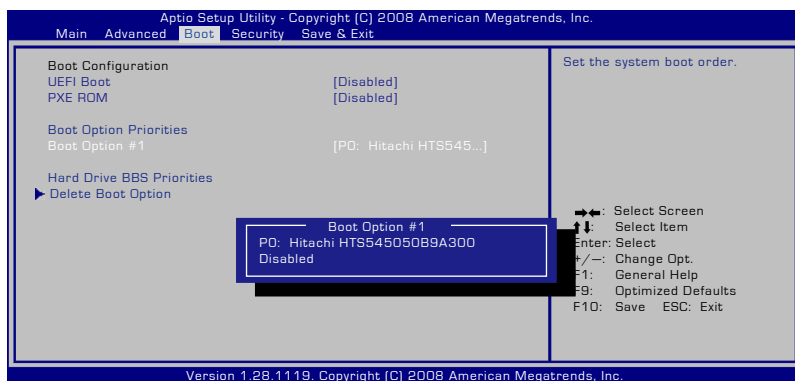 Aptio Setup Utility - Copyright (C) 2008 American Megatrends, Inc.
Main Advanced Boot Security Save & Exit
Boot Configuration
UEFI Boot [Disabled]
PXE ROM [Disabled]
Boot Option Priorities
Boot Option #1 [P0: Hitachi HTS545...]
Hard Drive BBS Priorities
Delete Boot Option
Boot Option #1
P0: Hitachi HTS545050B9A300
Disabled
Set the system boot order.
: Select Screen
: Select Item
Enter: Select
+/—: Change Opt.
F1: General Help
F9: Optimized Defaults
F10: Save ESC: Exit
Version 1.28.1119. Copyright (C) 2008 American Megatrends, Inc.